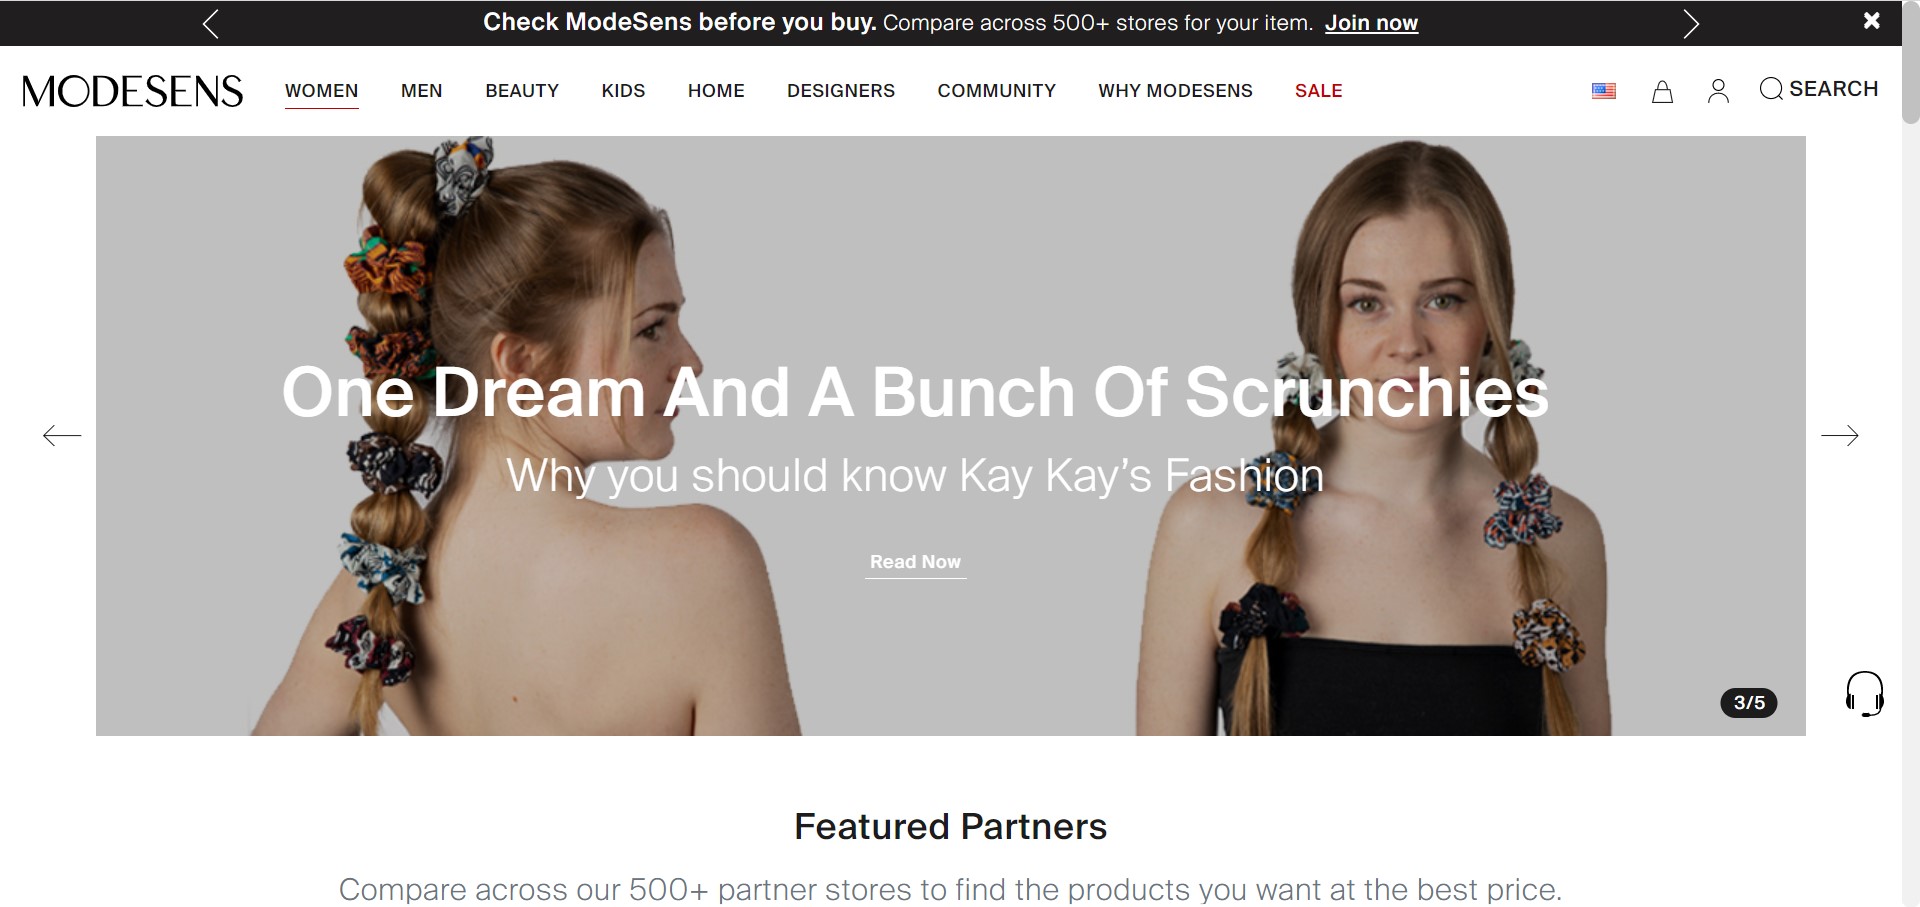 Check ModeSens before you buy. Compare across 500+ stores for your item. Join now
MODESENS WOMEN MEN BEAUTY KIDS HOME DESIGNERS COMMUNITY WHY MODESENS SALE SEARCH
One Dream And A Bunch Of Scrunchies
Why you should know Kay Kay’s Fashion
Read Now
3/5
Featured Partners
Compare across our 500+ partner stores to find the products you want at the best price.